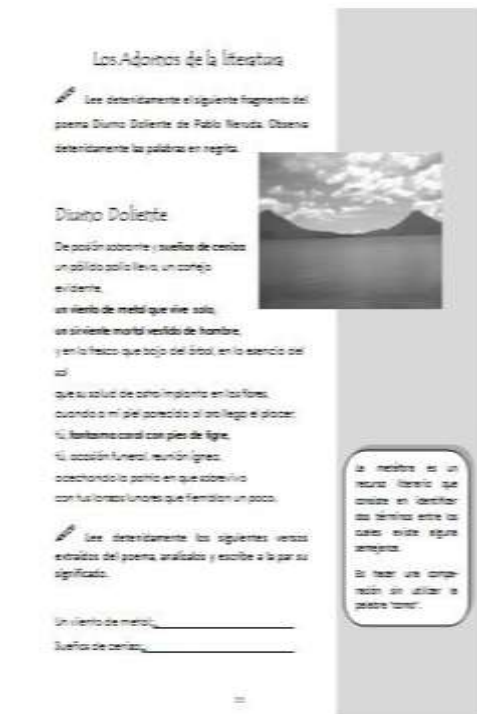 Los Adornos de la literatura
Lee detenidamente el siguiente fragmento del
poema Diurno Doliente de Pablo Neruda. Observa
detenidamente las palabras en negrita.
Diurno Doliente
De pasión sobrante y sueños de ceniza
un pálido palio llevo, un cortejo
evidente,
un viento de metal que vive solo,
un sirviente mortal vestido de hambre,
y en lo fresco que baja del árbol, en la esencia del
sol
que su salud de astro implanta en las flores,
cuando a mi piel parecida al oro llega el placer,
tú, fantasma coral con pies de tigre,
tú, ocasión funeral, reunión ígnea,
acechando la patria en que sobrevivo
con tus lanzas lunares que tiemblan un poco.
Lee detenidamente los siguientes versos
extraídos del poema, analízalos y escribe a la par su
significado.
Un viento de metal:
Sueños de ceniza:
La metáfora es un
recurso literario que
consiste en identificar
dos términos entre los
cuales existe alguna
semejanza.
Es hacer una compa-
ración sin utilizar la
palabra "como".